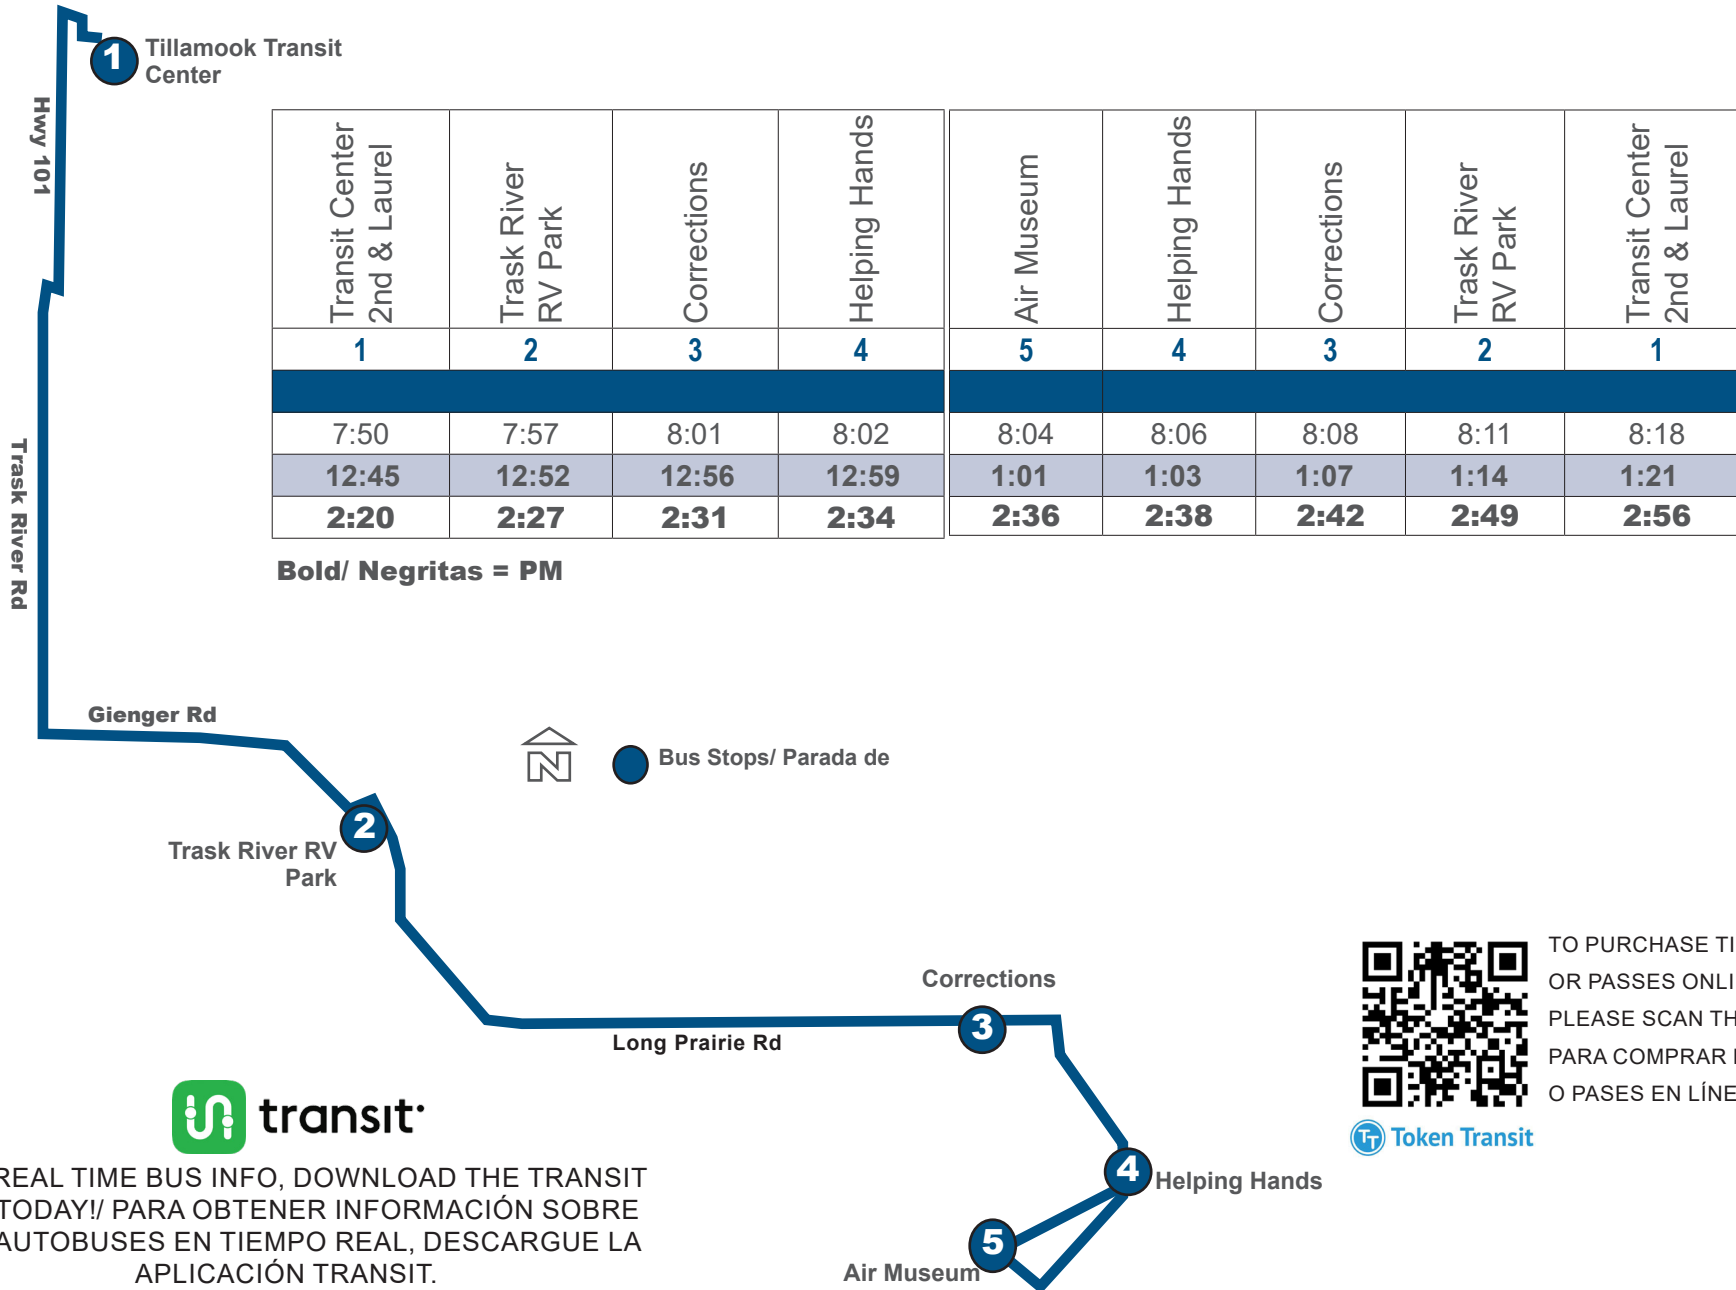 1
Tillamook Transit
Center
Hwy 101
Transit Center
2nd & Laurel
Trask River
RV Park
Corrections
Helping Hands
Air Museum
Helping Hands
Corrections
Trask River
RV Park
Transit Center
2nd & Laurel
1 2 3 4 5 4 3 2 1
7:50 7:57 8:01 8:02 8:04 8:06 8:08 8:11 8:18
12:45 12:52 12:56 12:59 1:01 1:03 1:07 1:14 1:21
2:20 2:27 2:31 2:34 2:36 2:38 2:42 2:49 2:56
Bold/ Negritas = PM
Trask River Rd
Gienger Rd
N
Bus Stops/ Parada de
2
Trask River RV
Park
Corrections
3
Long Prairie Rd
4
Helping Hands
5
Air Museum
transit
REAL TIME BUS INFO, DOWNLOAD THE TRANSIT
TODAY!/ PARA OBTENER INFORMACIÓN SOBRE
AUTOBUSES EN TIEMPO REAL, DESCARGUE LA
APLICACIÓN TRANSIT.
TO PURCHASE TI
OR PASSES ONLI
PLEASE SCAN TH
PARA COMPRAR
O PASES EN LÍNE
TT Token Transit